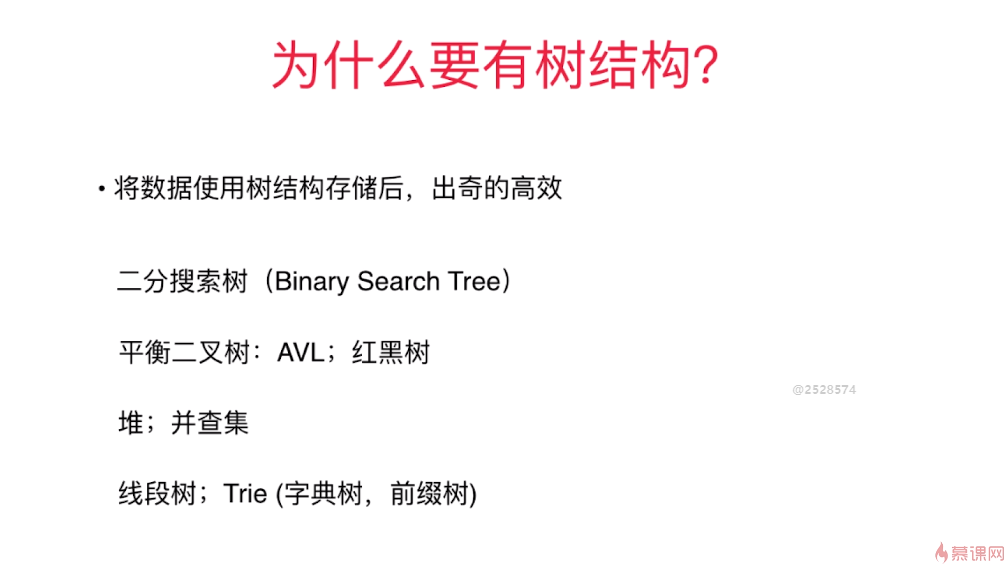 为什么要有树结构？
• 将数据使用树结构存储后，出奇的高效
二分搜索树（Binary Search Tree）
平衡二叉树：AVL；红黑树
@2528574
堆；并查集
线段树；Trie (字典树，前缀树)
慕课网